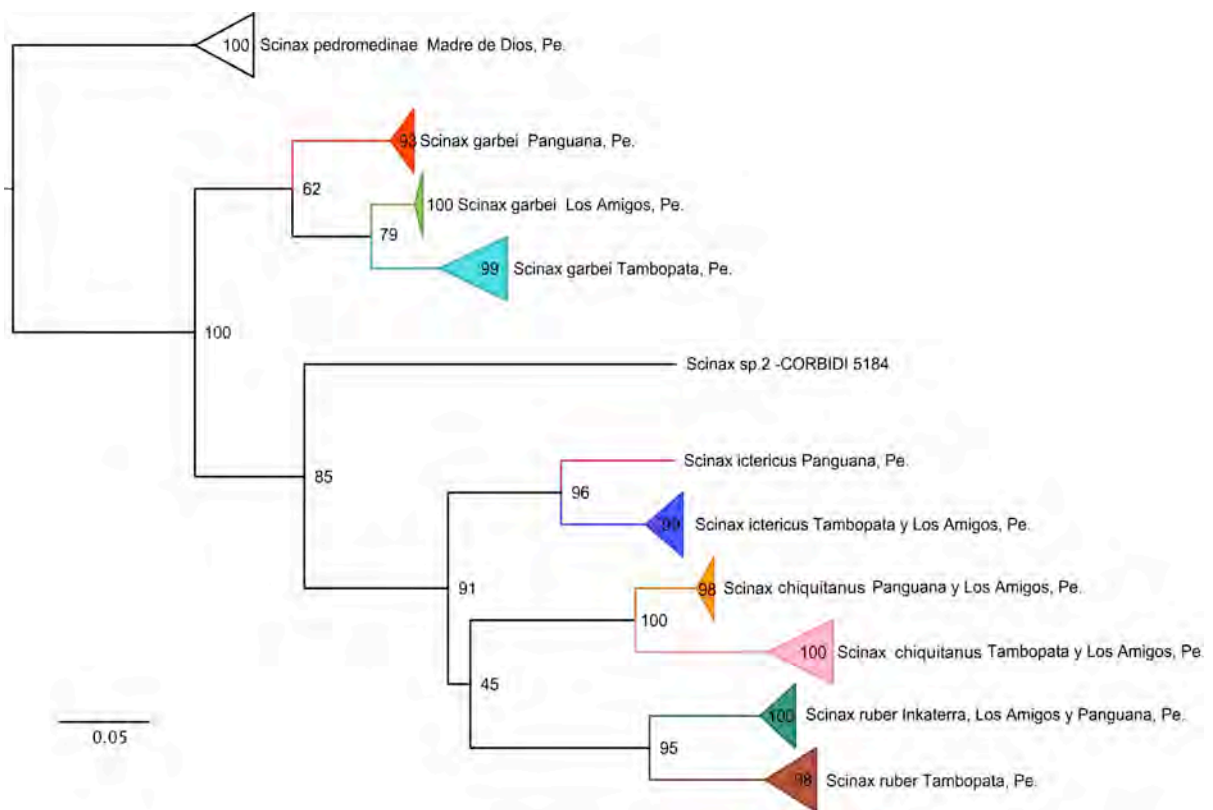 100 Scinax pedromedinae Madre de Dios, Pe.
93 Scinax garbei Panguana, Pe.
62
100 Scinax garbei Los Amigos, Pe.
79
99 Scinax garbei Tambopata, Pe.
100
Scinax sp.2 -CORBIDI 5184
Scinax ictericus Panguana, Pe.
85
96
99 Scinax ictericus Tambopata y Los Amigos, Pe.
91
98 Scinax chiquitanus Panguana y Los Amigos, Pe.
100
100 Scinax chiquitanus Tambopata y Los Amigos, Pe
45
100 Scinax ruber Inkaterra, Los Amigos y Panguana, Pe.
0.05
95
98 Scinax ruber Tambopata, Pe.